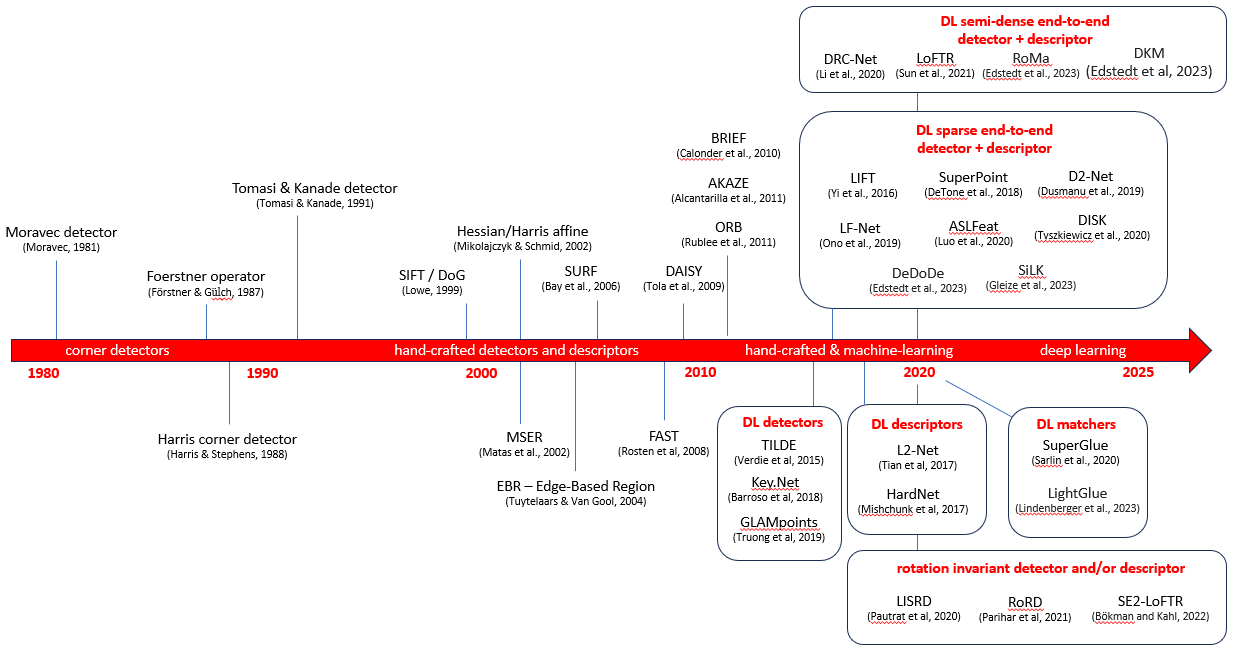 DL semi-dense end-to-end
detector + descriptor
DRC-Net
(Li et al., 2020)
LoFTR
(Sun et al., 2021)
RoMa
(Edstedt et al., 2023)
DKM
(Edstedt et al, 2023)
DL sparse end-to-end
detector + descriptor
LIFT
(Yi et al., 2016)
SuperPoint
(DeTone et al., 2018)
D2-Net
(Dusmanu et al., 2019)
LF-Net
(Ono et al., 2019)
ASLFeat
(Luo et al., 2020)
DISK
(Tyszkiewicz et al., 2020)
DeDoDe
(Edstedt et al., 2023)
SiLK
(Gleize et al., 2023)
BRIEF
(Calonder et al., 2010)
AKAZE
(Alcantarilla et al., 2011)
ORB
(Rublee et al., 2011)
Tomasi & Kanade detector
(Tomasi & Kanade, 1991)
Moravec detector
(Moravec, 1981)
Foerstner operator
(Förstner & Gülch, 1987)
Hessian/Harris affine
(Mikolajczyk & Schmid, 2002)
SIFT / DoG
(Lowe, 1999)
SURF
(Bay et al., 2006)
DAISY
(Tola et al., 2009)
corner detectors
hand-crafted detectors and descriptors
hand-crafted & machine-learning
deep learning
1980
1990
2000
2010
2020
2025
Harris corner detector
(Harris & Stephens, 1988)
MSER
(Matas et al., 2002)
EBR – Edge-Based Region
(Tuytelaars & Van Gool, 2004)
FAST
(Rosten et al, 2008)
DL detectors
TILDE
(Verdie et al, 2015)
Key.Net
(Barroso et al, 2018)
GLAMpoints
(Truong et al, 2019)
DL descriptors
L2-Net
(Tian et al, 2017)
HardNet
(Mishchunk et al, 2017)
DL matchers
SuperGlue
(Sarlin et al., 2020)
LightGlue
(Lindenberger et al., 2023)
rotation invariant detector and/or descriptor
LISRD
(Pautrat et al, 2020)
RoRD
(Parihar et al, 2021)
SE2-LoFTR
(Bökman and Kahl, 2022)